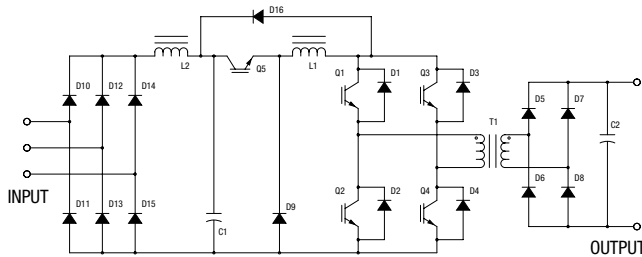 D16
L2
Q5
L1
D10
D12
D14
Q1
D1
Q3
D3
T1
D5
D7
C2
INPUT
D11
D13
D15
C1
D9
Q2
D2
Q4
D4
D6
D8
OUTPUT